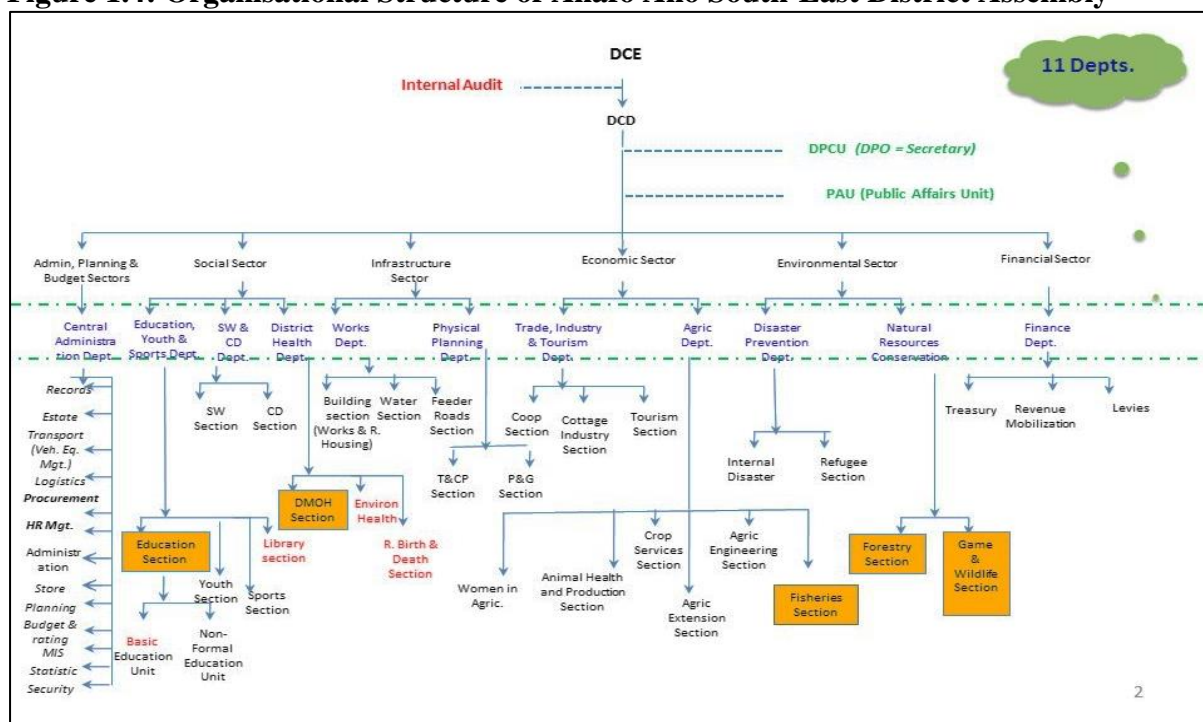 Figure 1.4: Organisational Structure of Ahafo Ano South-East District Assembly
DCE
11 Depts.
Internal Audit
DCD
DPCU (DPO = Secretary)
PAU (Public Affairs Unit)
Admin, Planning &
Budget Sectors
Social Sector
Infrastructure
Sector
Economic Sector
Environmental Sector
Financial Sector
Central
Administra
tion Dept.
Education,
Youth &
Sports Dept.
SW &
CD
Dept.
District
Health
Dept.
Works
Dept.
Physical
Planning
Dept.
Trade, Industry
& Tourism
Dept.
Agric
Dept.
Disaster
Prevention
Dept.
Natural
Resources
Conservation
Finance
Dept.
Records
Estate
Transport
(Veh. Eq.
Mgt.)
Logistics
Procurement
HR Mgt.
Administr
ation
Store
Planning
Budget &
rating
MIS
Statistic
Security
SW
Section
CD
Section
Building
section
(Works & R.
Housing)
Water
Section
Feeder
Roads
Section
Coop
Section
Cottage
Industry
Section
Tourism
Section
Treasury
Revenue
Mobilization
Levies
T&CP
Section
P&G
Section
Internal
Disaster
Refugee
Section
DMOH
Section
Environ
Health
R. Birth &
Death
Section
Education
Section
Youth
Section
Sports
Section
Library
section
Basic
Education
Unit
Non-
Formal
Education
Unit
Women in
Agric.
Animal Health
and Production
Section
Crop
Services
Section
Agric
Extension
Section
Agric
Engineering
Section
Fisheries
Section
Forestry
Section
Game
&
Wildlife
Section
2